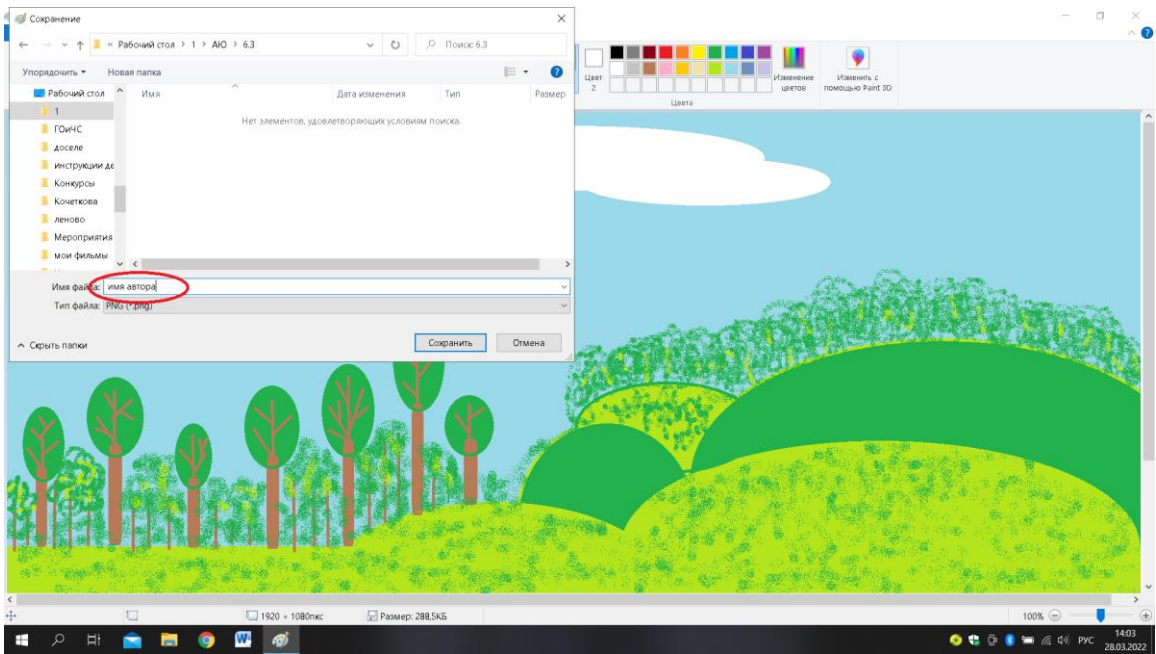 Сохранение
« Рабочий стол > 1 > АЮ > 6.3
Поиск: 6.3
Упорядочить
Новая папка
Рабочий стол
Имя
Дата изменения
Тип
Размер
1
Нет элементов, удовлетворяющих условиям поиска.
ГОиЧС
доселе
инструкции де
Конкурсы
Кочеткова
леново
Мероприятия
мои фильмы
Имя файла: имя автора
Тип файла: PNG (*.png)
Скрыть папки
Сохранить
Отмена
Цвет
2
Изменение
цветов
Изменить с
помощью Paint 3D
Цвета
1920 × 1080пкс
Размер: 288,5КБ
100%
РУС
14:03
28.03.2022